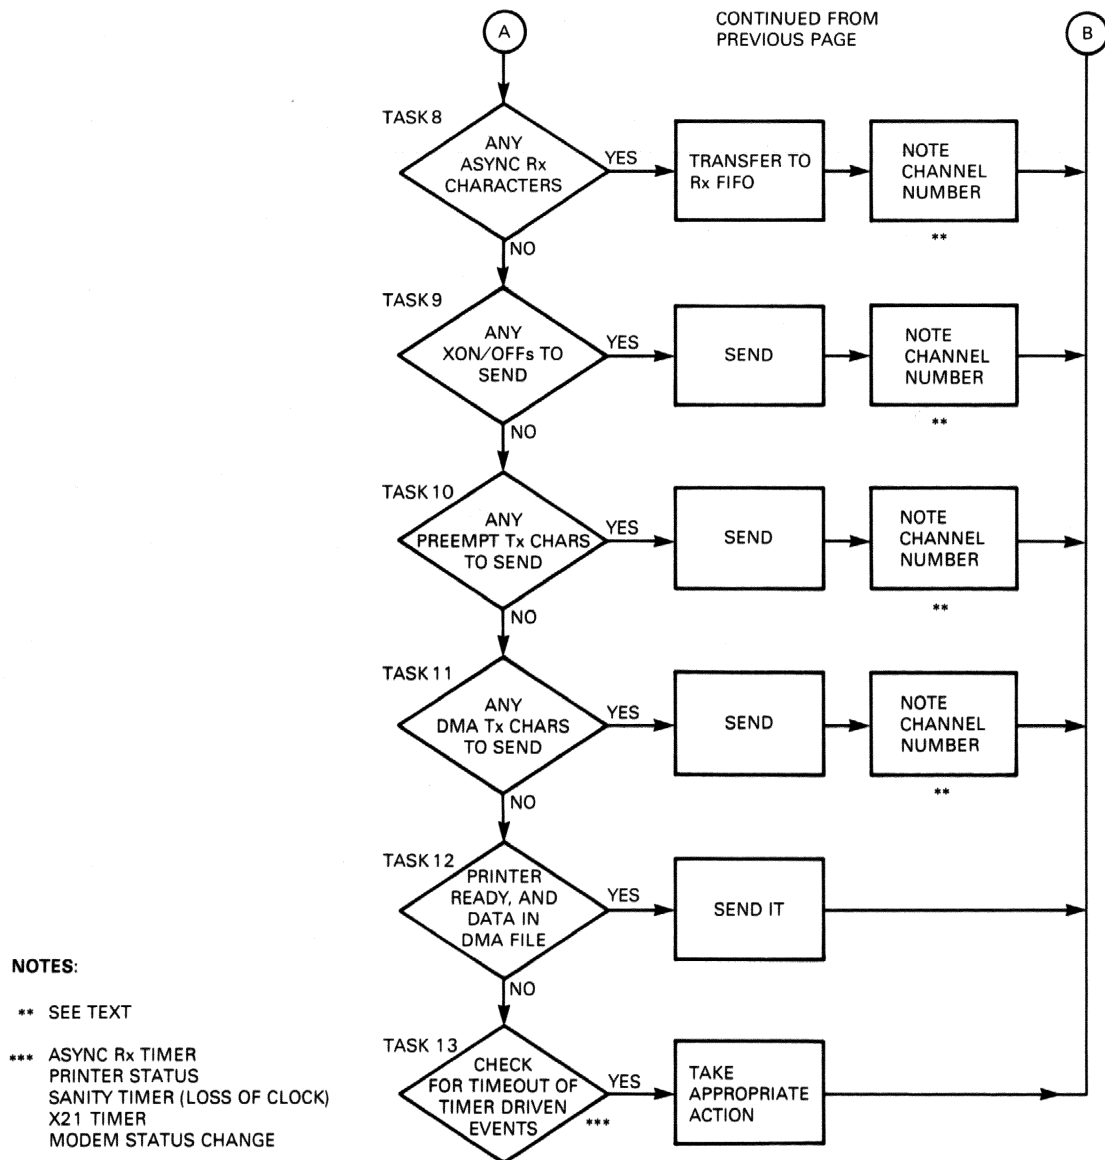 A
CONTINUED FROM
PREVIOUS PAGE
B
TASK 8
ANY
ASYNC Rx
CHARACTERS
YES
TRANSFER TO
Rx FIFO
NOTE
CHANNEL
NUMBER
**
NO
TASK 9
ANY
XON/OFFs TO
SEND
YES
SEND
NOTE
CHANNEL
NUMBER
**
NO
TASK 10
ANY
PREEMPT Tx CHARS
TO SEND
YES
SEND
NOTE
CHANNEL
NUMBER
**
NO
TASK 11
ANY
DMA Tx CHARS
TO SEND
YES
SEND
NOTE
CHANNEL
NUMBER
**
NO
TASK 12
PRINTER
READY, AND
DATA IN
DMA FILE
YES
SEND IT
NO
TASK 13
CHECK
FOR TIMEOUT OF
TIMER DRIVEN
EVENTS
YES
***
TAKE
APPROPRIATE
ACTION
NOTES:
** SEE TEXT
*** ASYNC Rx TIMER
PRINTER STATUS
SANITY TIMER (LOSS OF CLOCK)
X21 TIMER
MODEM STATUS CHANGE